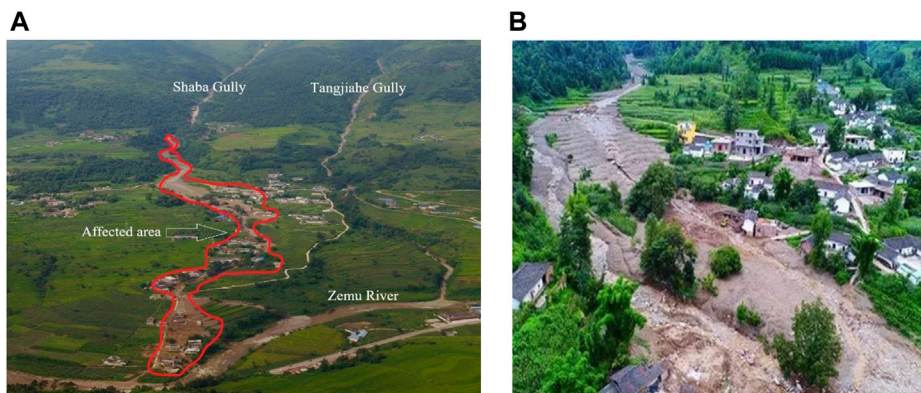 A
B
Shaba Gully
Tangjiahe Gully
Affected area
Zemu River